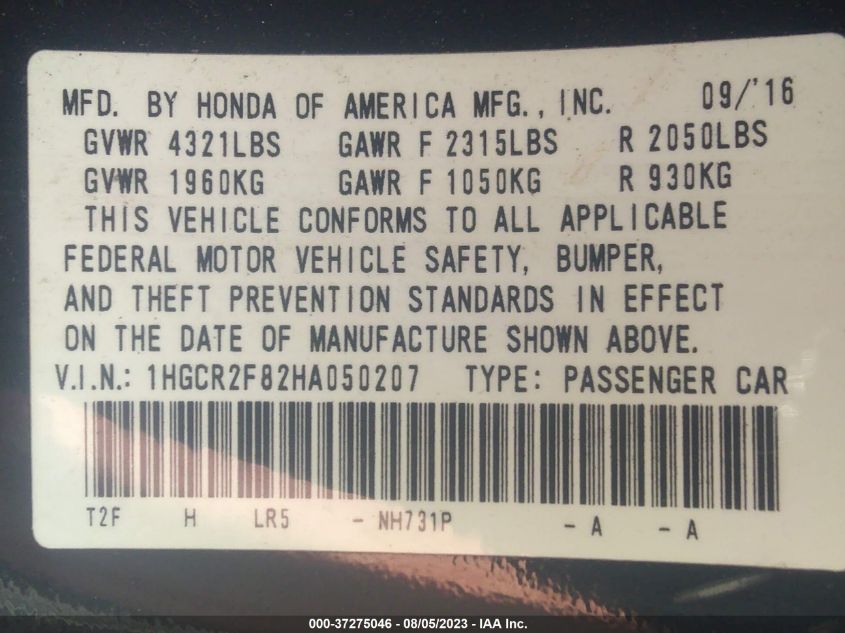 MFD. BY HONDA OF AMERICA MFG., INC. 09/'16
GVWR 4321LBS GAWR F 2315LBS R 2050LBS
GVWR 1960KG GAWR F 1050KG R 930KG
THIS VEHICLE CONFORMS TO ALL APPLICABLE
FEDERAL MOTOR VEHICLE SAFETY, BUMPER,
AND THEFT PREVENTION STANDARDS IN EFFECT
ON THE DATE OF MANUFACTURE SHOWN ABOVE.
V.I.N.: 1HGCR2F82HA050207 TYPE: PASSENGER CAR
T2F H LR5 - NH731P - A - A
000-37275046 - 08/05/2023 - IAA Inc.